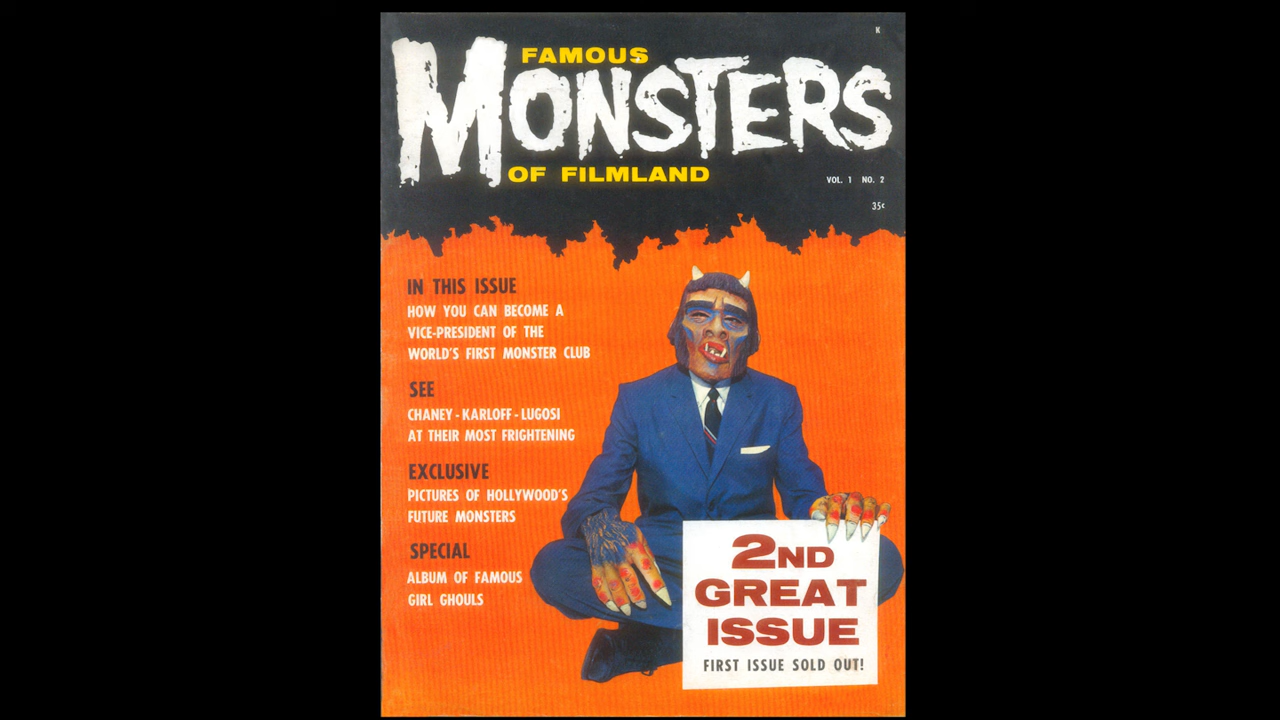 K
FAMOUS
MONSTERS
OF FILMLAND
VOL. 1 NO. 2
35¢
IN THIS ISSUE
HOW YOU CAN BECOME A
VICE-PRESIDENT OF THE
WORLD'S FIRST MONSTER CLUB
SEE
CHANEY - KARLOFF - LUGOSI
AT THEIR MOST FRIGHTENING
EXCLUSIVE
PICTURES OF HOLLYWOOD'S
FUTURE MONSTERS
SPECIAL
ALBUM OF FAMOUS
GIRL GHOULS
2ND
GREAT
ISSUE
FIRST ISSUE SOLD OUT!